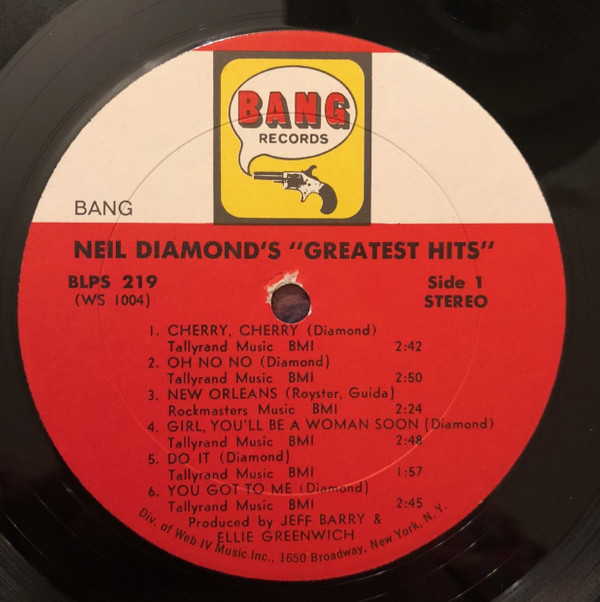 BANG
RECORDS
BANG
NEIL DIAMOND'S "GREATEST HITS"
BLPS 219 Side 1
(WS 1004) STEREO
1. CHERRY, CHERRY (Diamond)
Tallyrand Music BMI 2:42
2. OH NO NO (Diamond)
Tallyrand Music BMI 2:50
3. NEW ORLEANS (Royster, Guida)
Rockmasters Music BMI 2:24
4. GIRL, YOU'LL BE A WOMAN SOON (Diamond)
Tallyrand Music BMI 2:48
5. DO IT (Diamond)
Tallyrand Music BMI 1:57
6. YOU GOT TO ME (Diamond)
Tallyrand Music BMI 2:45
Produced by JEFF BARRY &
ELLIE GREENWICH
Div. of Web IV Music Inc., 1650 Broadway, New York, N. Y.